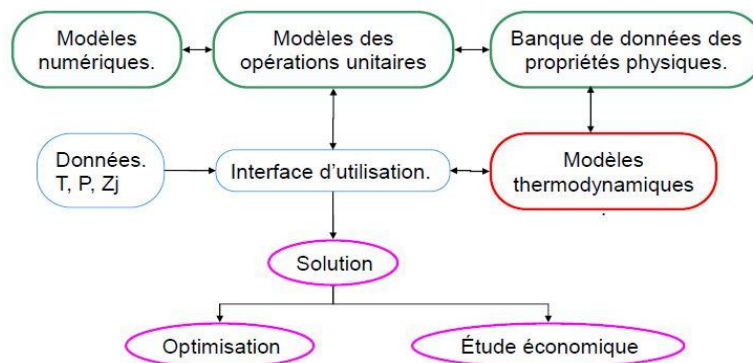 Modèles
numériques.
Modèles des
opérations unitaires
Banque de données des
propriétés physiques.
Données.
T, P, Zj
Interface d'utilisation.
Modèles
thermodynamiques
.
Solution
Optimisation
Étude économique